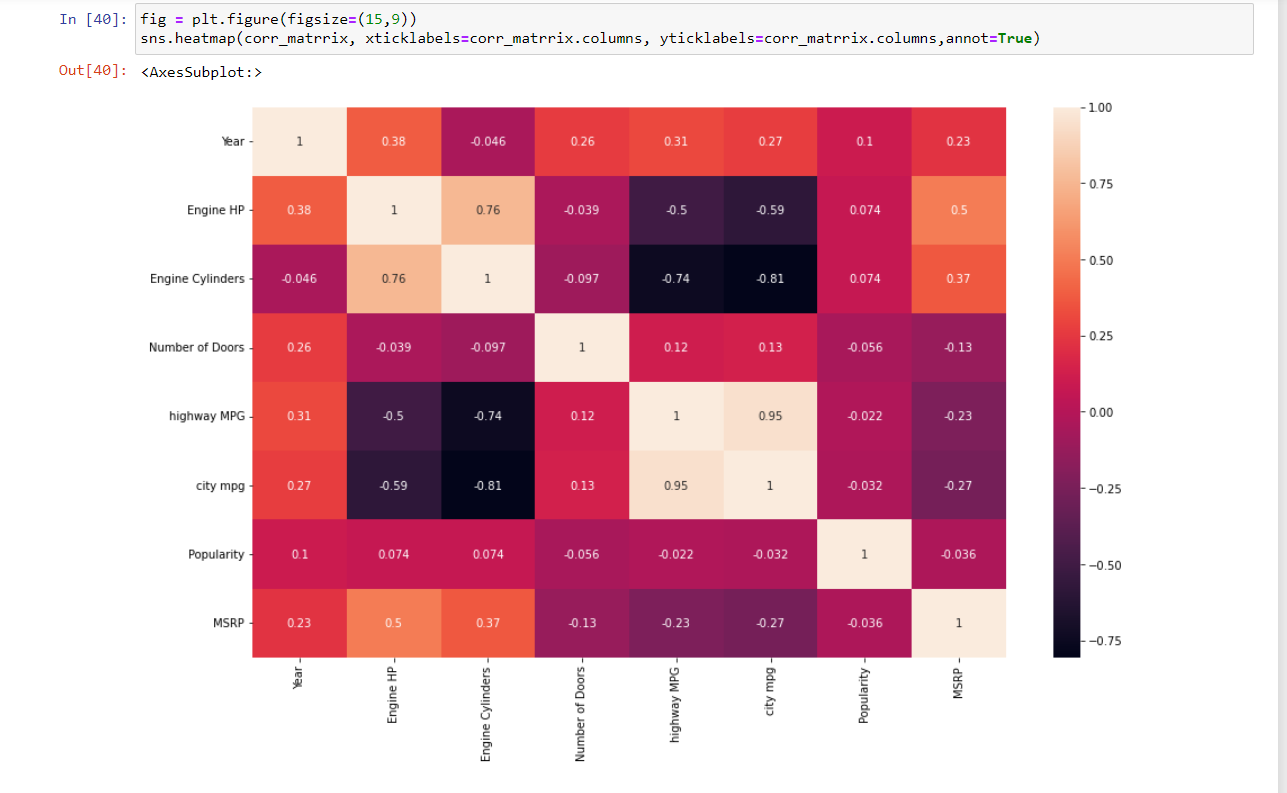 In [40]: fig = plt.figure(figsize=(15,9))
sns.heatmap(corr_matrrix, xticklabels=corr_matrrix.columns, yticklabels=corr_matrrix.columns,annot=True)
Out[40]: <AxesSubplot:>
Year 1 0.38 -0.046 0.26 0.31 0.27 0.1 0.23
Engine HP 0.38 1 0.76 -0.039 -0.5 -0.59 0.074 0.5
Engine Cylinders -0.046 0.76 1 -0.097 -0.74 -0.81 0.074 0.37
Number of Doors 0.26 -0.039 -0.097 1 0.12 0.13 -0.056 -0.13
highway MPG 0.31 -0.5 -0.74 0.12 1 0.95 -0.022 -0.23
city mpg 0.27 -0.59 -0.81 0.13 0.95 1 -0.032 -0.27
Popularity 0.1 0.074 0.074 -0.056 -0.022 -0.032 1 -0.036
MSRP 0.23 0.5 0.37 -0.13 -0.23 -0.27 -0.036 1
Year
Engine HP
Engine Cylinders
Number of Doors
highway MPG
city mpg
Popularity
MSRP
1.00
0.75
0.50
0.25
0.00
−0.25
−0.50
−0.75